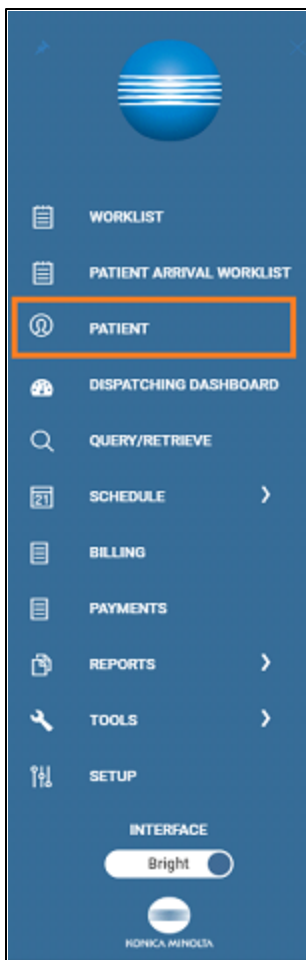 WORKLIST
PATIENT ARRIVAL WORKLIST
PATIENT
DISPATCHING DASHBOARD
QUERY/RETRIEVE
21
SCHEDULE
BILLING
PAYMENTS
REPORTS
TOOLS
SETUP
INTERFACE
Bright
KONICA MINOLTA